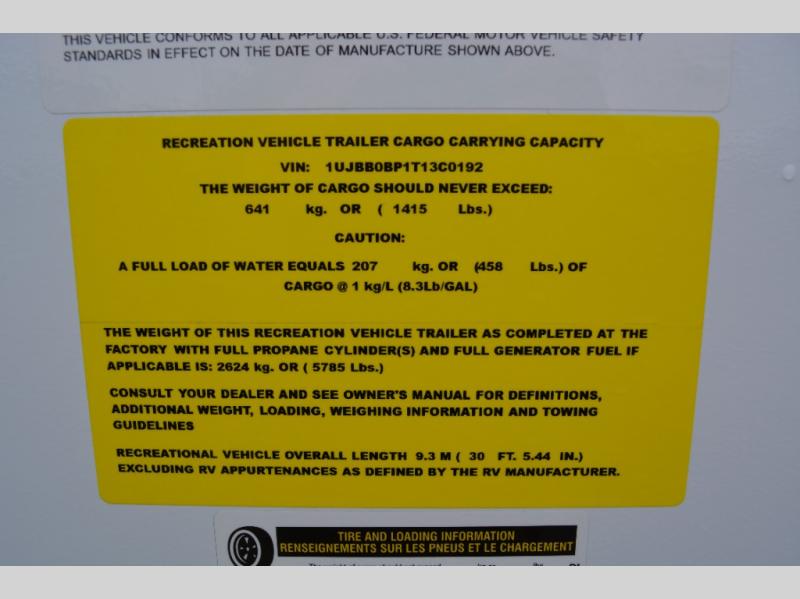 THIS VEHICLE CONFORMS TO ALL APPLICABLE U.S. FEDERAL MOTOR VEHICLE SAFETY
STANDARDS IN EFFECT ON THE DATE OF MANUFACTURE SHOWN ABOVE.
RECREATION VEHICLE TRAILER CARGO CARRYING CAPACITY
VIN: 1UJBB0BP1T13C0192
THE WEIGHT OF CARGO SHOULD NEVER EXCEED:
641 kg. OR ( 1415 Lbs.)
CAUTION:
A FULL LOAD OF WATER EQUALS 207 kg. OR (458 Lbs.) OF
CARGO @ 1 kg/L (8.3Lb/GAL)
THE WEIGHT OF THIS RECREATION VEHICLE TRAILER AS COMPLETED AT THE
FACTORY WITH FULL PROPANE CYLINDER(S) AND FULL GENERATOR FUEL IF
APPLICABLE IS: 2624 kg. OR ( 5785 Lbs.)
CONSULT YOUR DEALER AND SEE OWNER'S MANUAL FOR DEFINITIONS,
ADDITIONAL WEIGHT, LOADING, WEIGHING INFORMATION AND TOWING
GUIDELINES
RECREATIONAL VEHICLE OVERALL LENGTH 9.3 M ( 30 FT. 5.44 IN.)
EXCLUDING RV APPURTENANCES AS DEFINED BY THE RV MANUFACTURER.
TIRE AND LOADING INFORMATION
RENSEIGNEMENTS SUR LES PNEUS ET LE CHARGEMENT